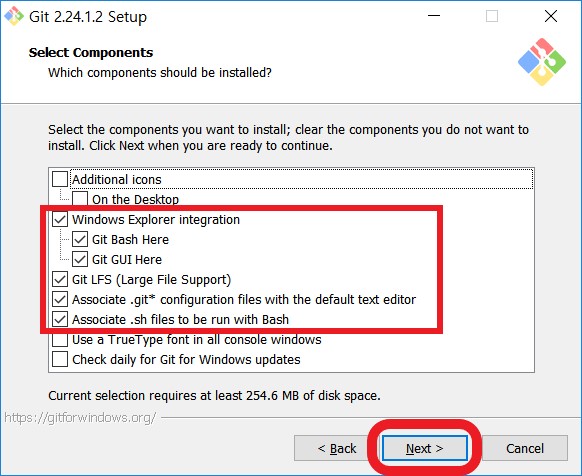 Git 2.24.1.2 Setup
Select Components
Which components should be installed?
Select the components you want to install; clear the components you do not want to
install. Click Next when you are ready to continue.
Additional icons
On the Desktop
Windows Explorer integration
Git Bash Here
Git GUI Here
Git LFS (Large File Support)
Associate .git* configuration files with the default text editor
Associate .sh files to be run with Bash
Use a TrueType font in all console windows
Check daily for Git for Windows updates
Current selection requires at least 254.6 MB of disk space.
https://gitforwindows.org/
< Back
Next >
Cancel